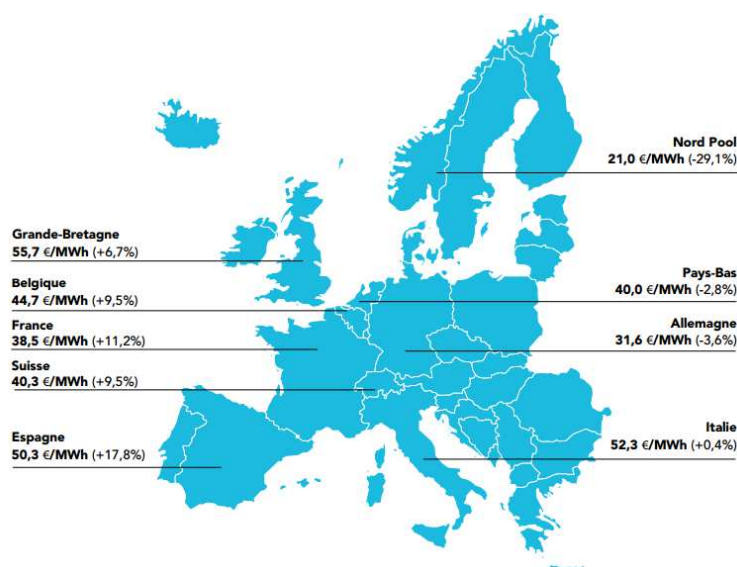 Nord Pool
21,0 €/MWh (-29,1%)
Grande-Bretagne
55,7 €/MWh (+6,7%)
Belgique
44,7 €/MWh (+9,5%)
France
38,5 €/MWh (+11,2%)
Suisse
40,3 €/MWh (+9,5%)
Espagne
50,3 €/MWh (+17,8%)
Pays-Bas
40,0 €/MWh (-2,8%)
Allemagne
31,6 €/MWh (-3,6%)
Italie
52,3 €/MWh (+0,4%)